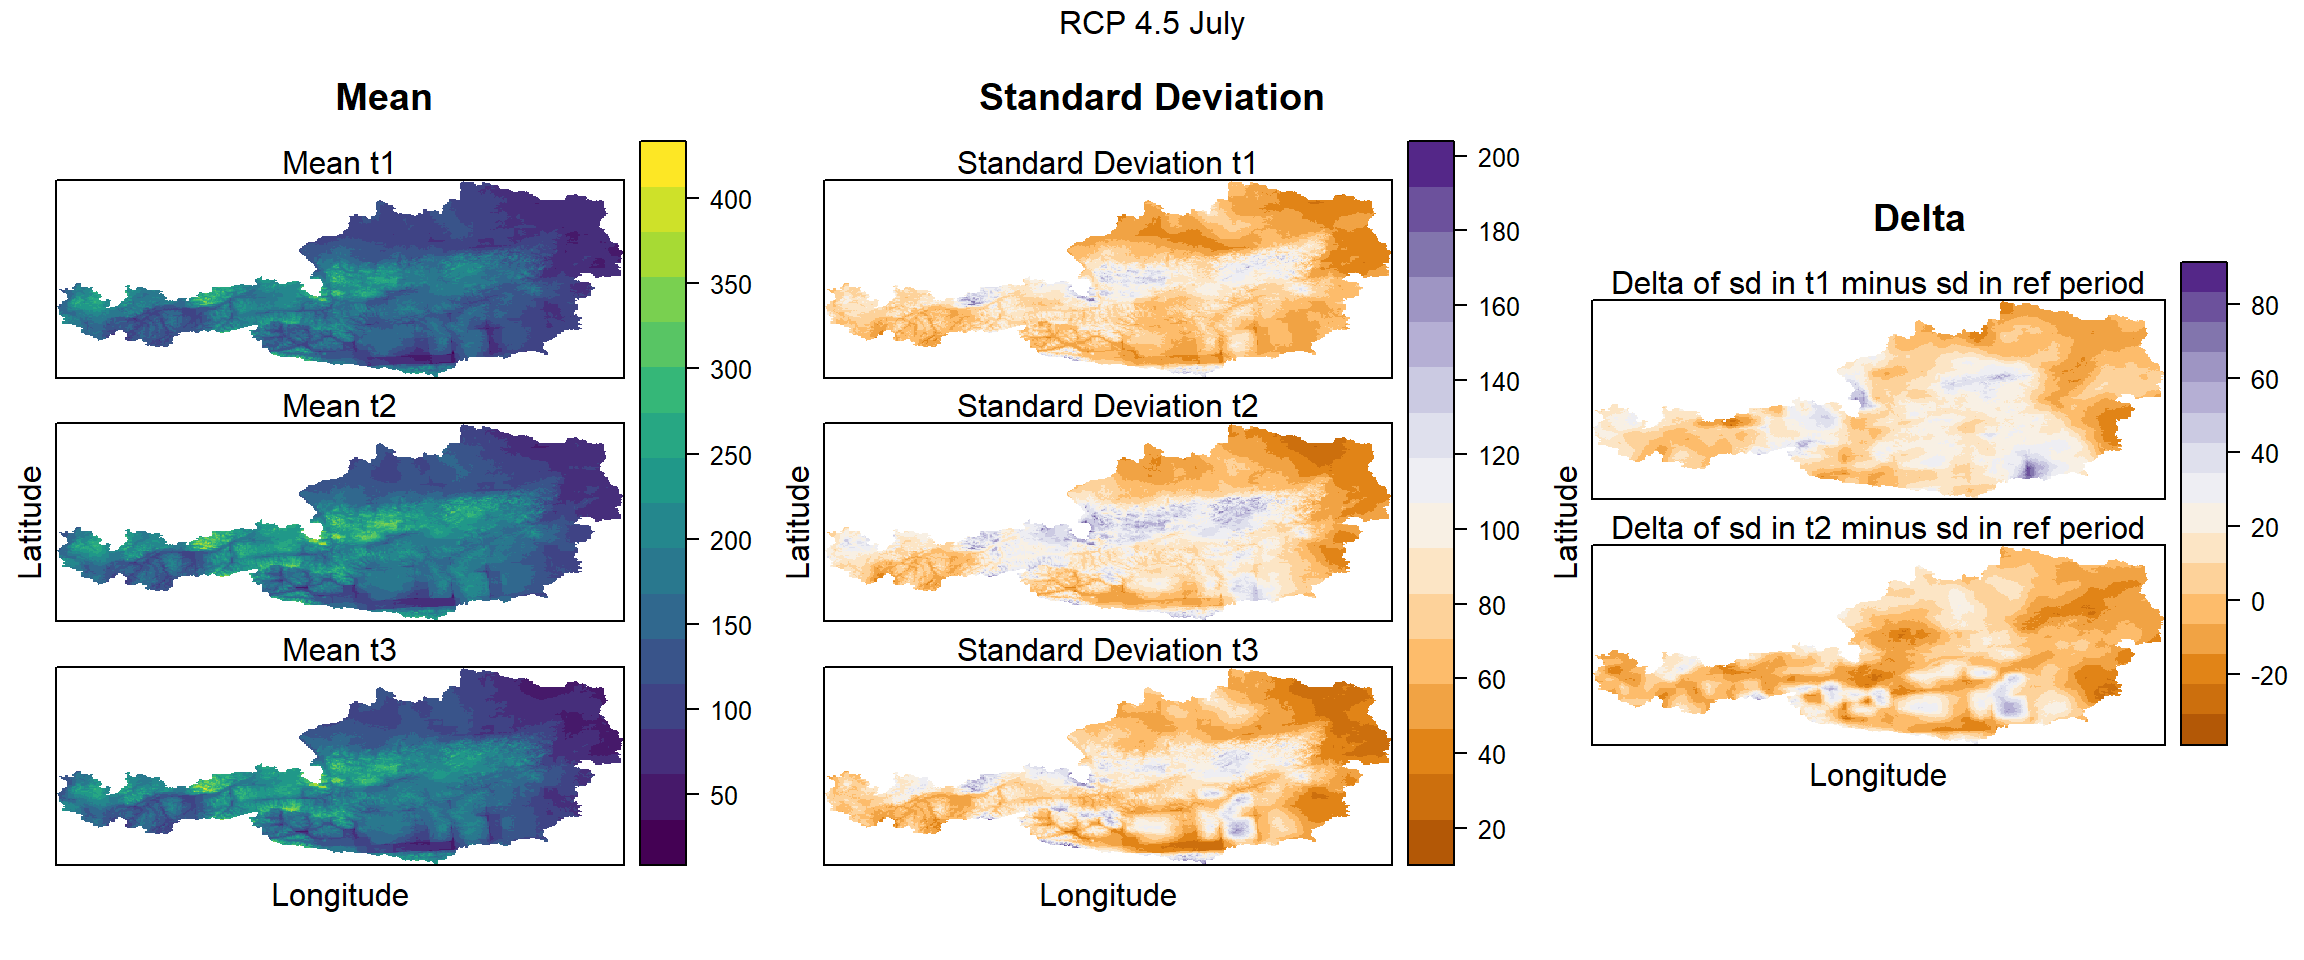 RCP 4.5 July
Mean
Mean t1
Mean t2
Mean t3
Latitude
Longitude
400
350
300
250
200
150
100
50
Standard Deviation
Standard Deviation t1
Standard Deviation t2
Standard Deviation t3
Latitude
Longitude
200
180
160
140
120
100
80
60
40
20
Delta
Delta of sd in t1 minus sd in ref period
Delta of sd in t2 minus sd in ref period
Latitude
Longitude
80
60
40
20
0
-20